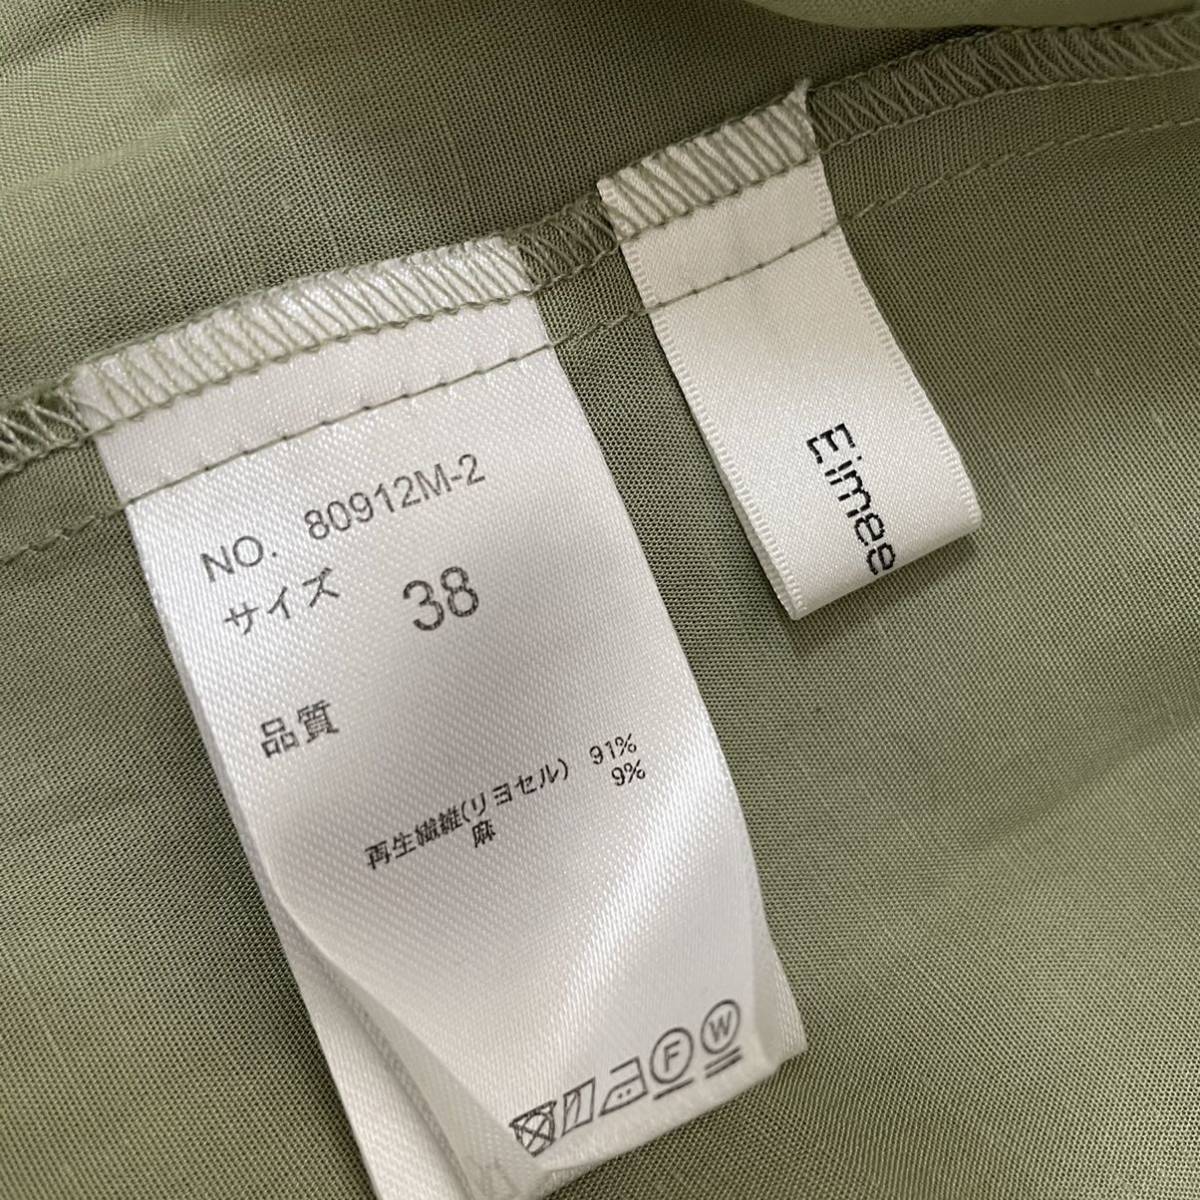 NO. 80912M-2
サイズ 38
品質
再生繊維(リヨセル) 91%
麻 9%
F W
Eimee